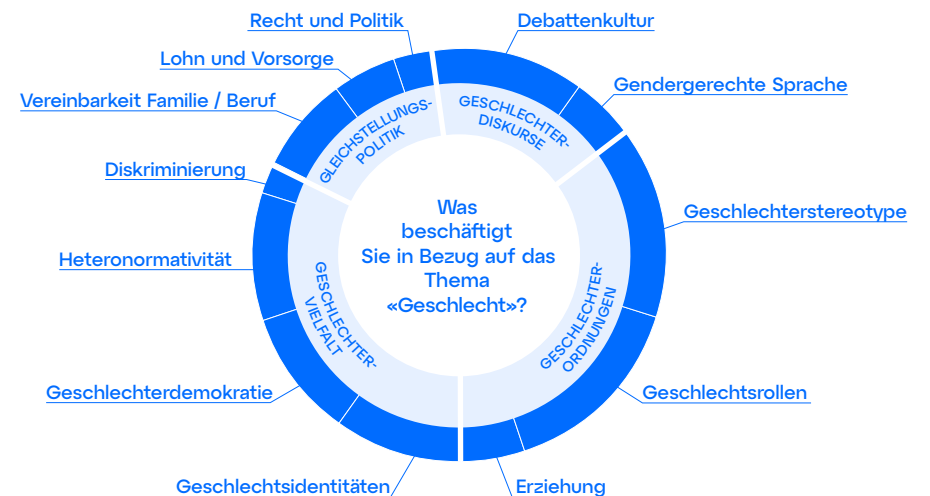 Recht und Politik
Debattenkultur
Lohn und Vorsorge
Gendergerechte Sprache
Vereinbarkeit Familie / Beruf
GLEICHSTELLUNGS-
POLITIK
GESCHLECHTER-
DISKURSE
Diskriminierung
Geschlechterstereotype
Was
beschäftigt
Sie in Bezug auf das
Thema
«Geschlecht»?
Heteronormativität
GESCHLECHTER-
VIELFALT
GESCHLECHTER-
ORDNUNGEN
Geschlechterdemokratie
Geschlechtsrollen
Geschlechtsidentitäten
Erziehung